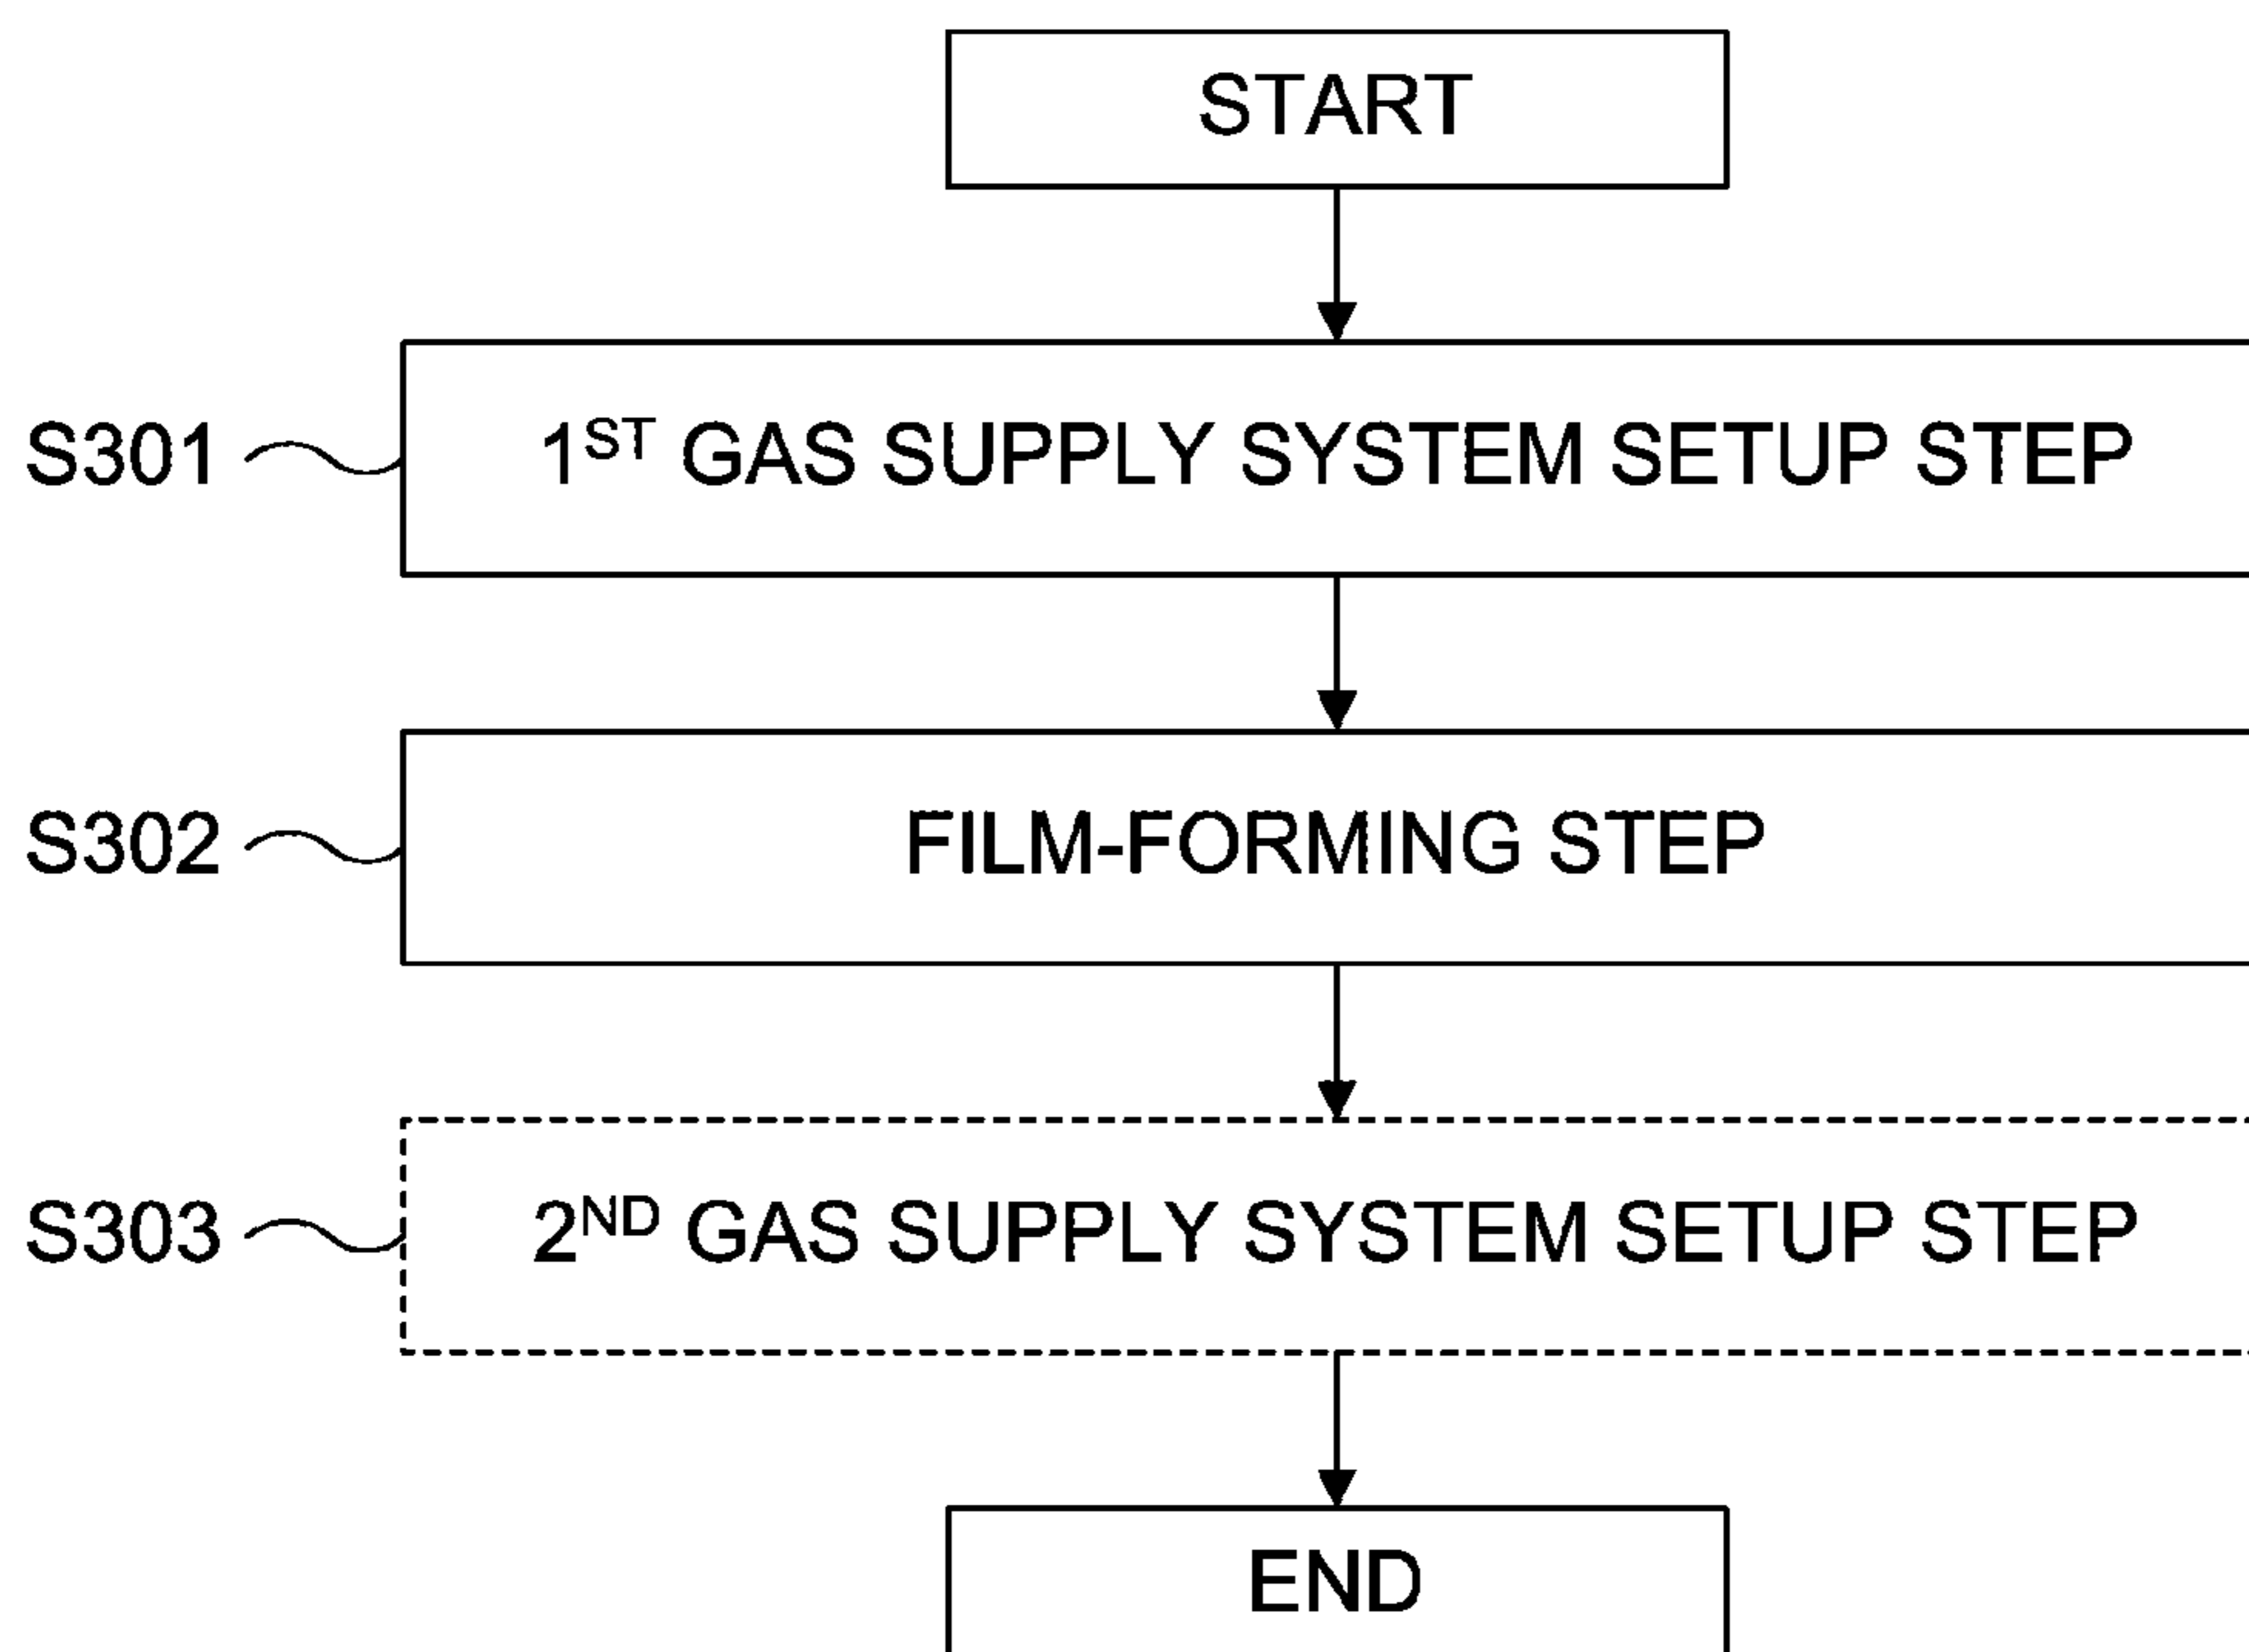 START
S301 1ST GAS SUPPLY SYSTEM SETUP STEP
S302 FILM-FORMING STEP
S303 2ND GAS SUPPLY SYSTEM SETUP STEP
END